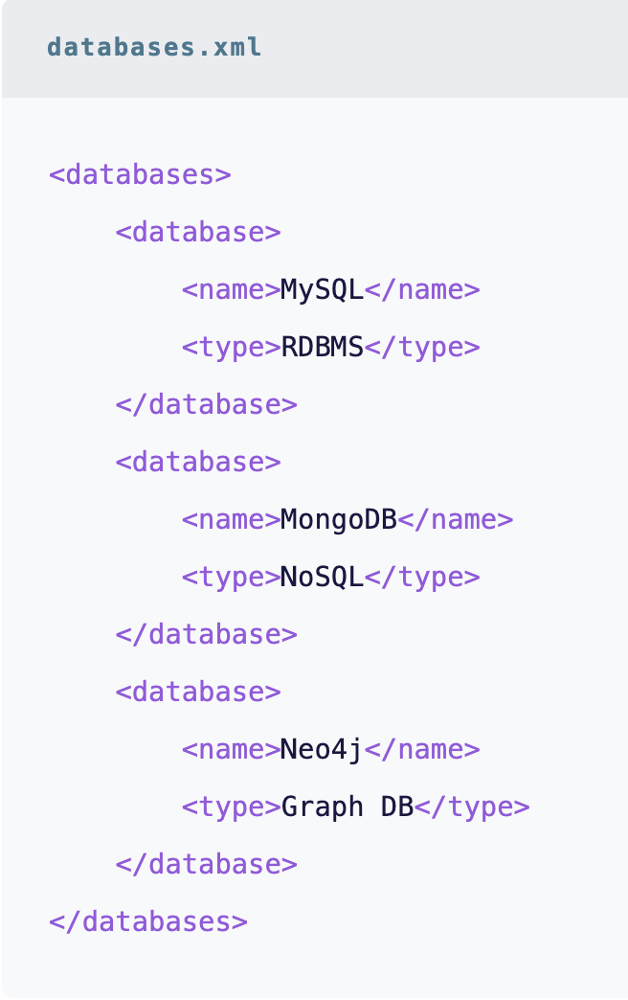 databases.xml
<databases>
    <database>
        <name>MySQL</name>
        <type>RDBMS</type>
    </database>
    <database>
        <name>MongoDB</name>
        <type>NoSQL</type>
    </database>
    <database>
        <name>Neo4j</name>
        <type>Graph DB</type>
    </database>
</databases>